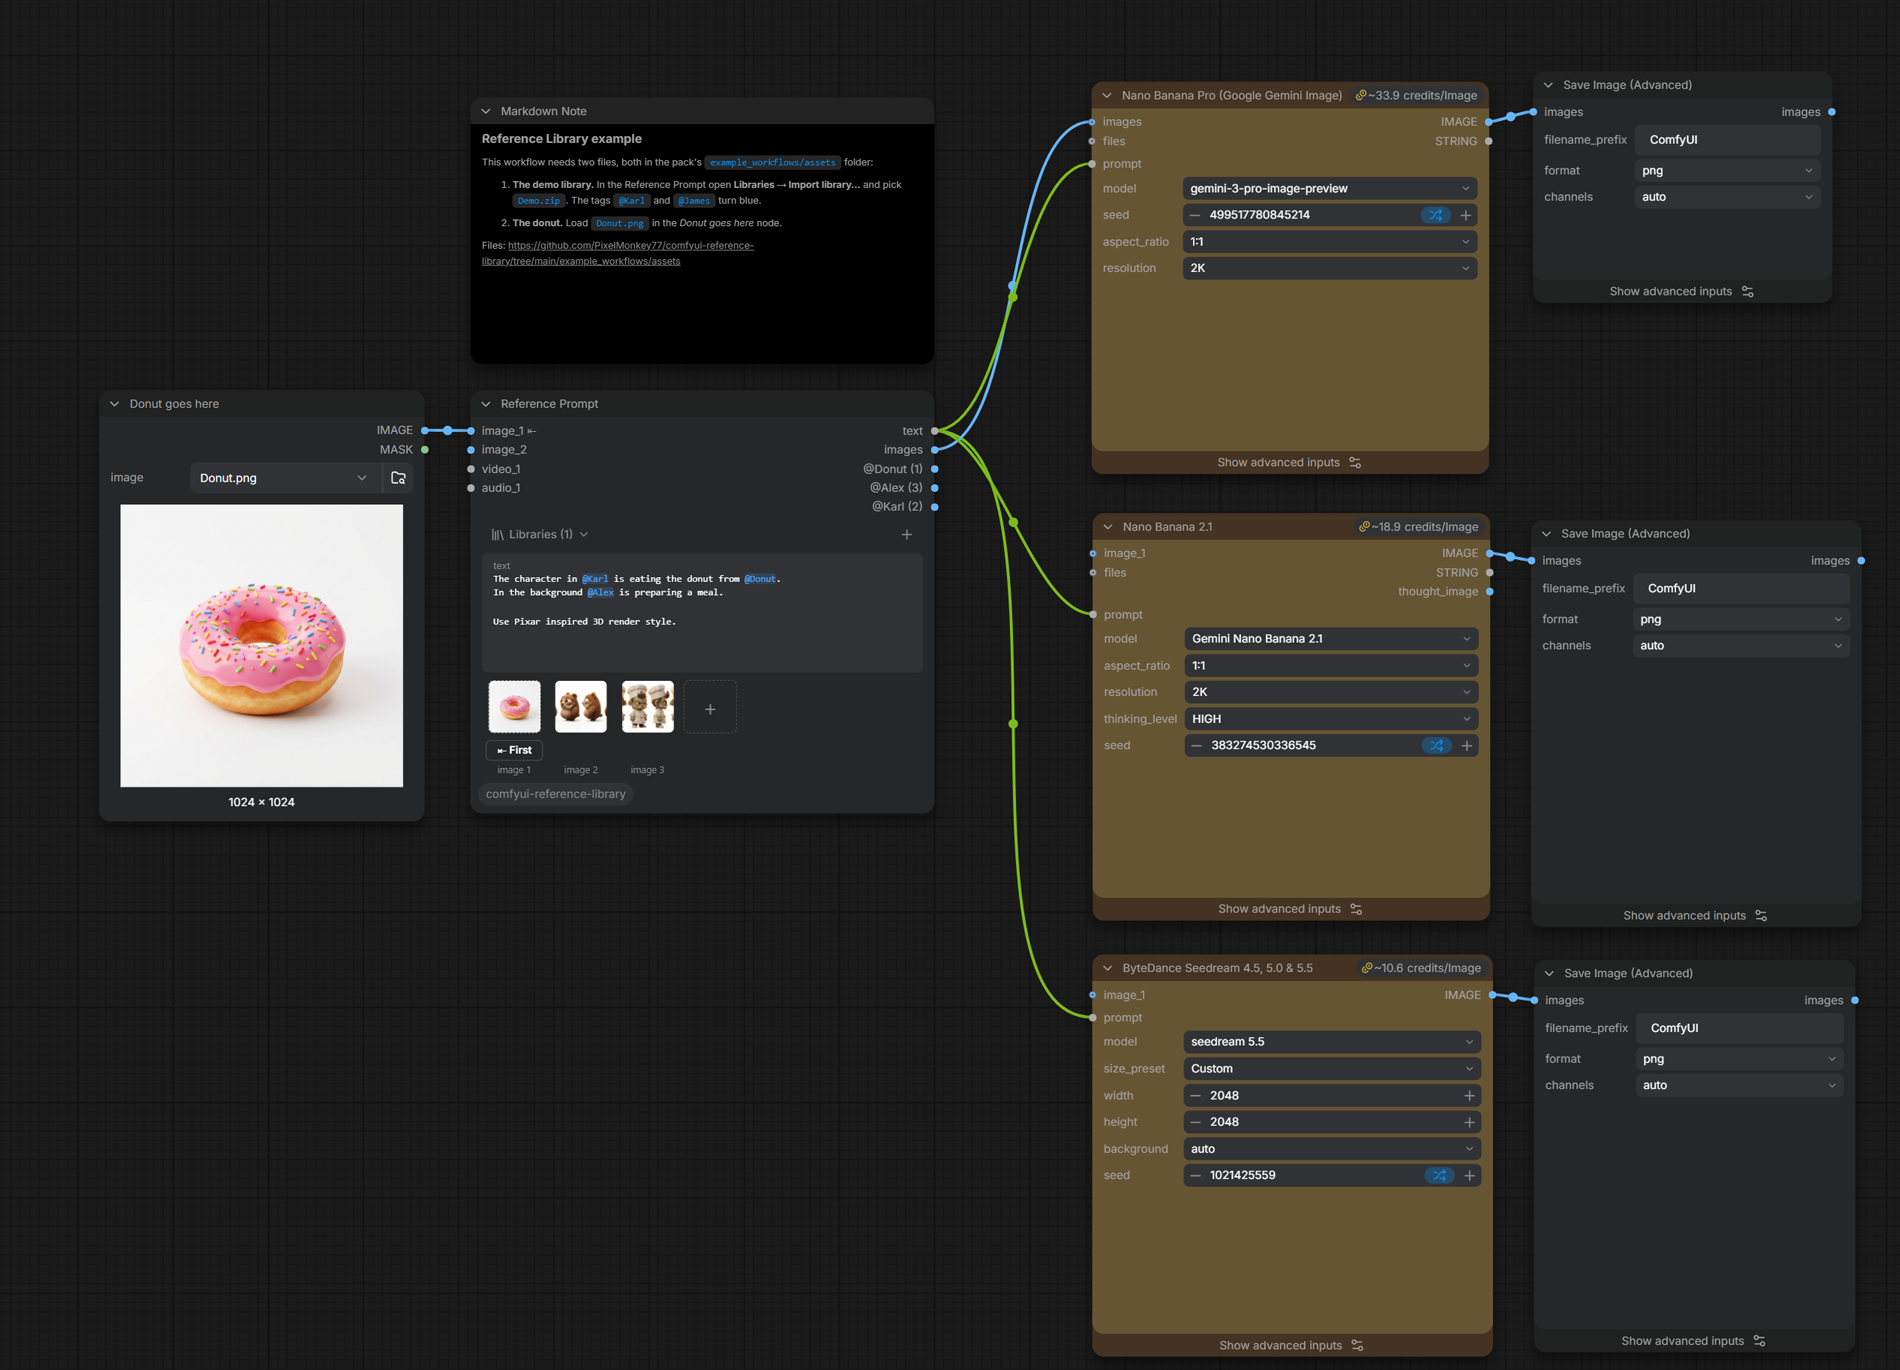 Markdown Note
Reference Library example
This workflow needs two files, both in the pack's example_workflows/assets folder:
1. The demo library. In the Reference Prompt open Libraries → Import library... and pick
Demo.zip. The tags @Karl and @James turn blue.
2. The donut. Load Donut.png in the Donut goes here node.
Files: https://github.com/PixelMonkey77/comfyui-reference-
library/tree/main/example_workflows/assets
Donut goes here
IMAGE
MASK
image Donut.png
1024 × 1024
Reference Prompt
image_1 text
image_2 images
video_1 @Donut (1)
audio_1 @Alex (3)
@Karl (2)
Libraries (1)
text
The character in @Karl is eating the donut from @Donut.
In the background @Alex is preparing a meal.
Use Pixar inspired 3D render style.
First
image 1 image 2 image 3
comfyui-reference-library
Nano Banana Pro (Google Gemini Image) ~33.9 credits/Image
images IMAGE
files STRING
prompt
model gemini-3-pro-image-preview
seed 499517780845214
aspect_ratio 1:1
resolution 2K
Show advanced inputs
Save Image (Advanced)
images images
filename_prefix ComfyUI
format png
channels auto
Show advanced inputs
Nano Banana 2.1 ~18.9 credits/Image
image_1 IMAGE
files STRING
thought_image
prompt
model Gemini Nano Banana 2.1
aspect_ratio 1:1
resolution 2K
thinking_level HIGH
seed 383274530336545
Show advanced inputs
Save Image (Advanced)
images images
filename_prefix ComfyUI
format png
channels auto
Show advanced inputs
ByteDance Seedream 4.5, 5.0 & 5.5 ~10.6 credits/Image
image_1 IMAGE
prompt
model seedream 5.5
size_preset Custom
width 2048
height 2048
background auto
seed 1021425559
Show advanced inputs
Save Image (Advanced)
images images
filename_prefix ComfyUI
format png
channels auto
Show advanced inputs